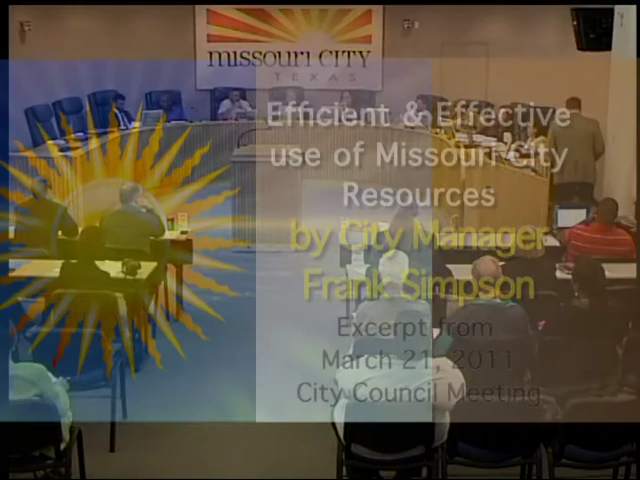 missouri CITY
TEXAS
Efficient & Effective
use of Missouri City
Resources
by City Manager
Frank Simpson
Excerpt from
March 21, 2011
City Council Meeting